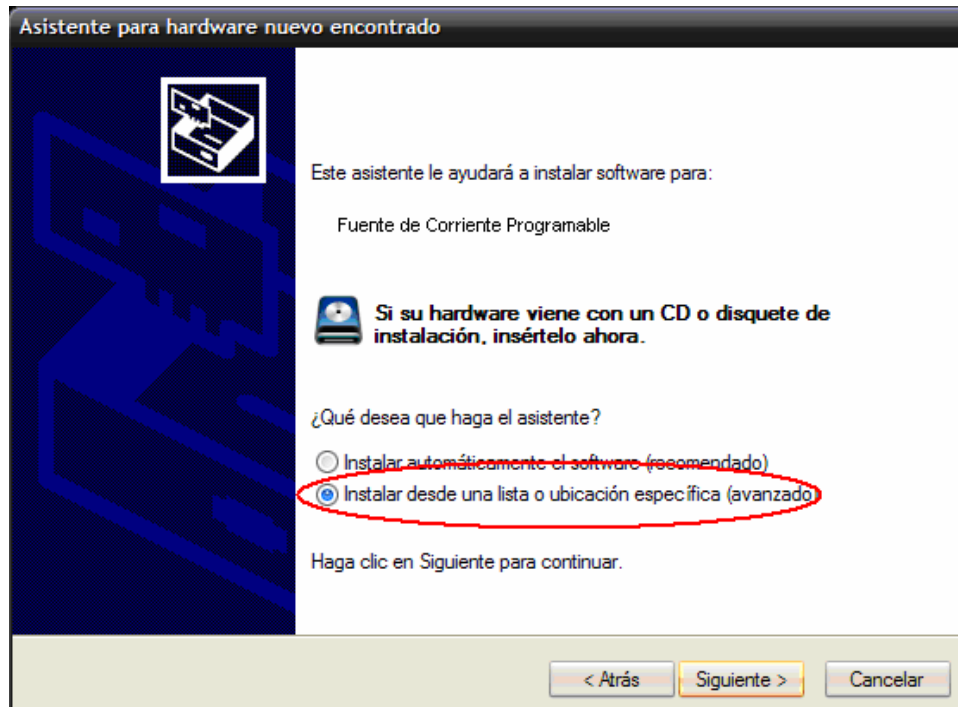 Asistente para hardware nuevo encontrado
Este asistente le ayudará a instalar software para:
Fuente de Corriente Programable
Si su hardware viene con un CD o disquete de
instalación, insértelo ahora.
¿Qué desea que haga el asistente?
Instalar automáticamente el software (recomendado)
Instalar desde una lista o ubicación específica (avanzado)
Haga clic en Siguiente para continuar.
< Atrás
Siguiente >
Cancelar